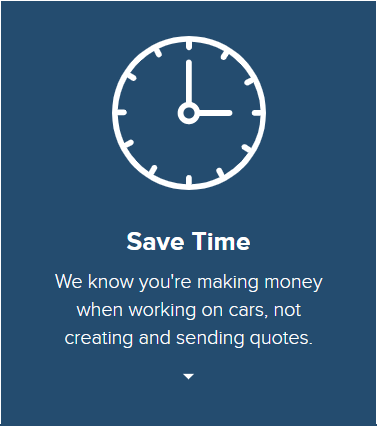 Save Time
We know you're making money
when working on cars, not
creating and sending quotes.